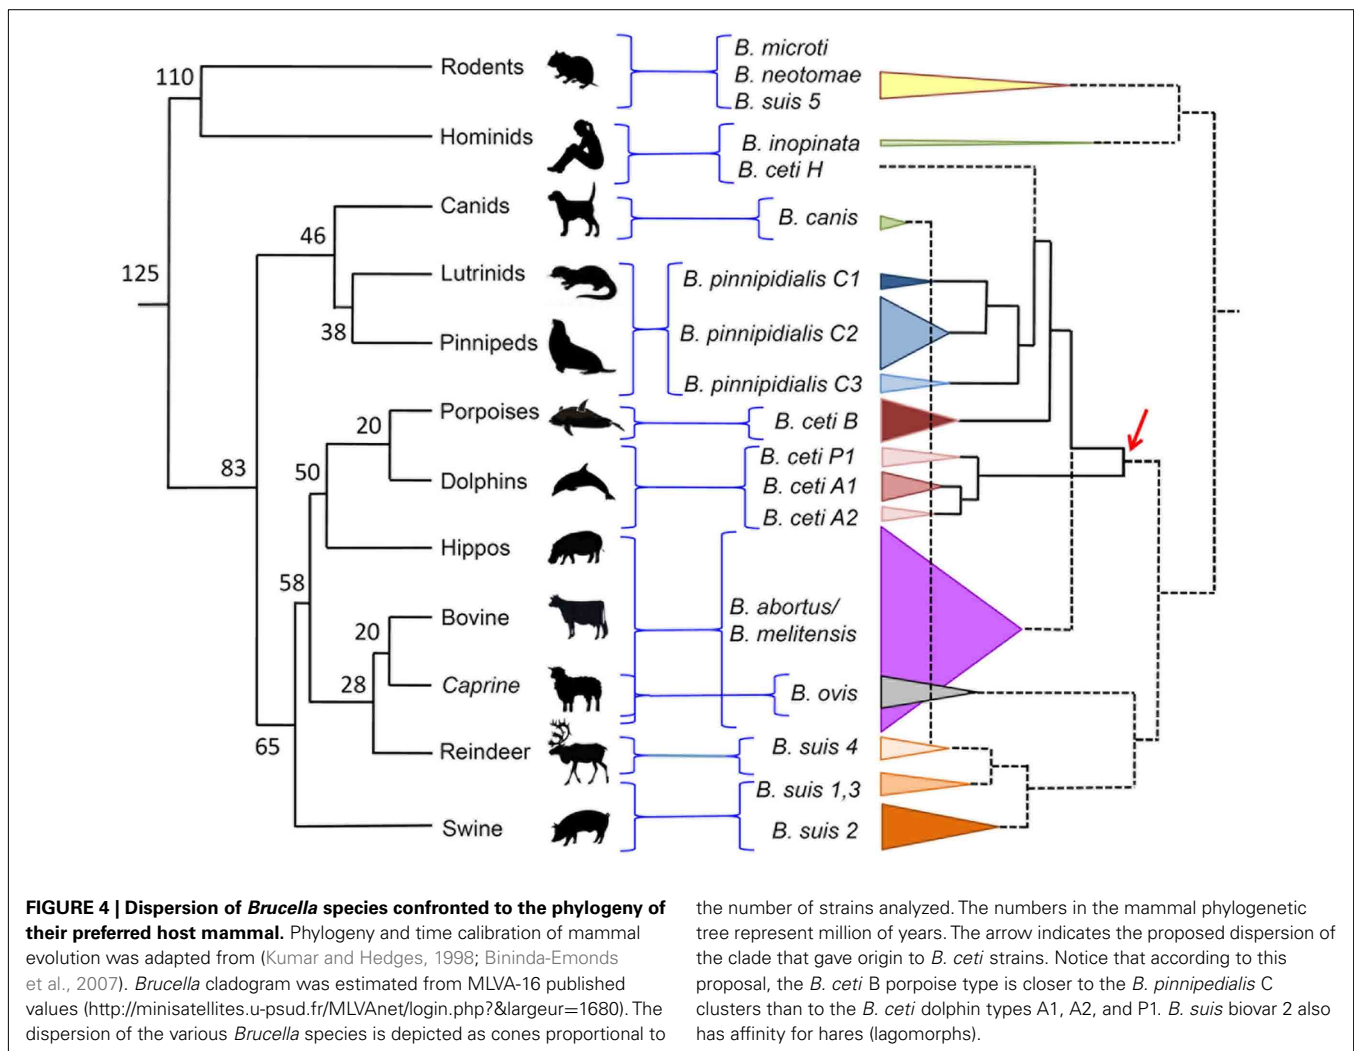 110
Rodents
B. microti
B. neotomae
B. suis 5
Hominids
B. inopinata
B. ceti H
Canids
B. canis
46
125
Lutrinids
B. pinnipidialis C1
38
Pinnipeds
B. pinnipidialis C2
B. pinnipidialis C3
Porpoises
20
B. ceti B
83
50
Dolphins
B. ceti P1
B. ceti A1
B. ceti A2
Hippos
58
Bovine
20
B. abortus/
B. melitensis
28
Caprine
B. ovis
65
Reindeer
B. suis 4
B. suis 1,3
Swine
B. suis 2
FIGURE 4 | Dispersion of Brucella species confronted to the phylogeny of
their preferred host mammal. Phylogeny and time calibration of mammal
evolution was adapted from (Kumar and Hedges, 1998; Bininda-Emonds
et al., 2007). Brucella cladogram was estimated from MLVA-16 published
values (http://minisatellites.u-psud.fr/MLVAnet/login.php?&largeur=1680). The
dispersion of the various Brucella species is depicted as cones proportional to
the number of strains analyzed. The numbers in the mammal phylogenetic
tree represent million of years. The arrow indicates the proposed dispersion of
the clade that gave origin to B. ceti strains. Notice that according to this
proposal, the B. ceti B porpoise type is closer to the B. pinnipedialis C
clusters than to the B. ceti dolphin types A1, A2, and P1. B. suis biovar 2 also
has affinity for hares (lagomorphs).